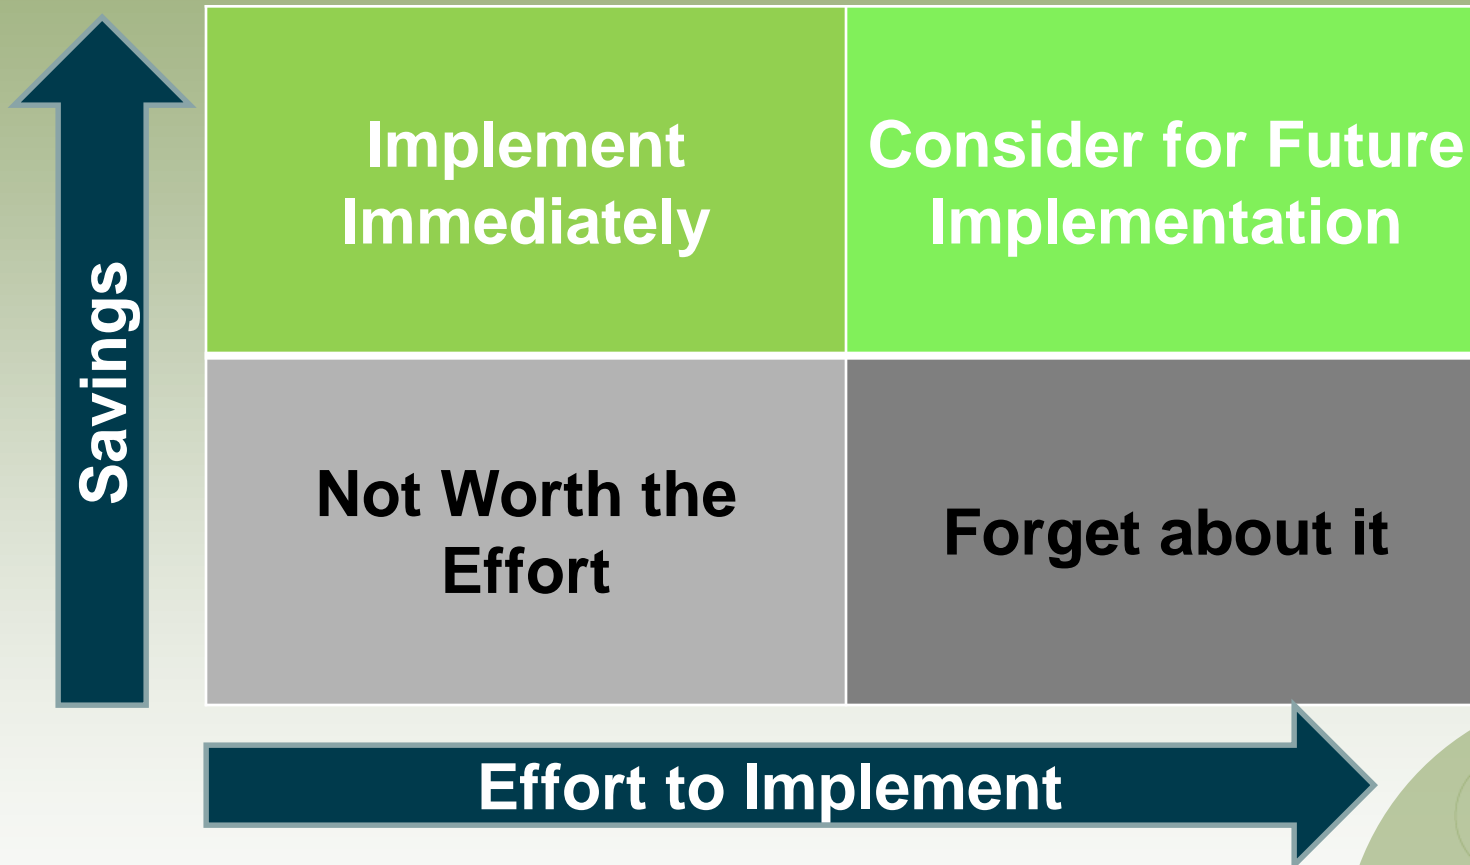 Savings
Implement
Immediately
Consider for Future
Implementation
Not Worth the
Effort
Forget about it
Effort to Implement